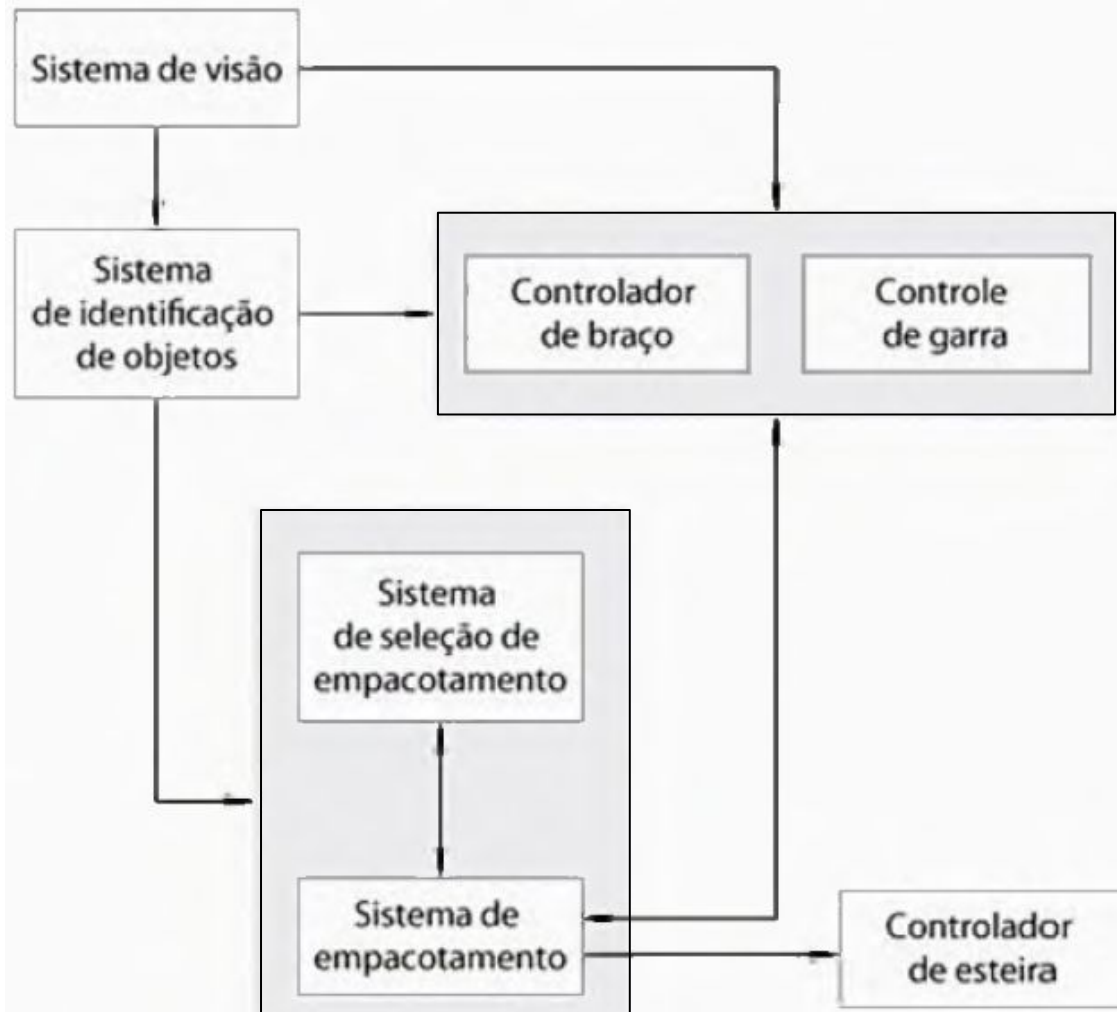 Sistema de visão
Sistema
de identificação
de objetos
Controlador
de braço
Controle
de garra
Sistema
de seleção de
empacotamento
Sistema de
empacotamento
Controlador
de esteira